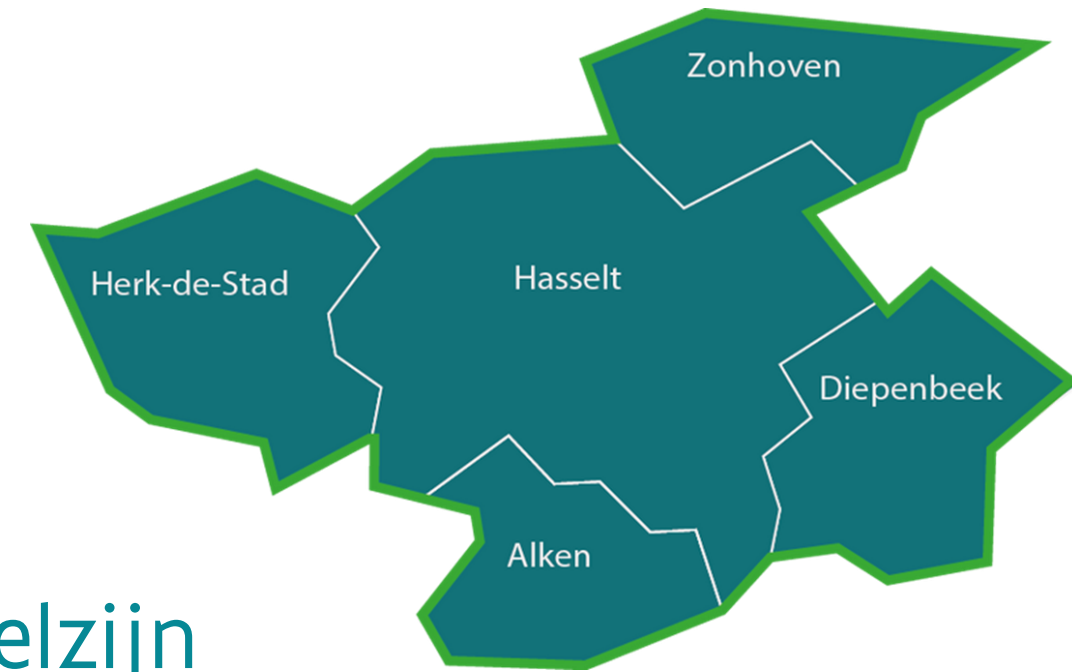 Zonhoven
Hasselt
Herk-de-Stad
Diepenbeek
Alken
elzijn